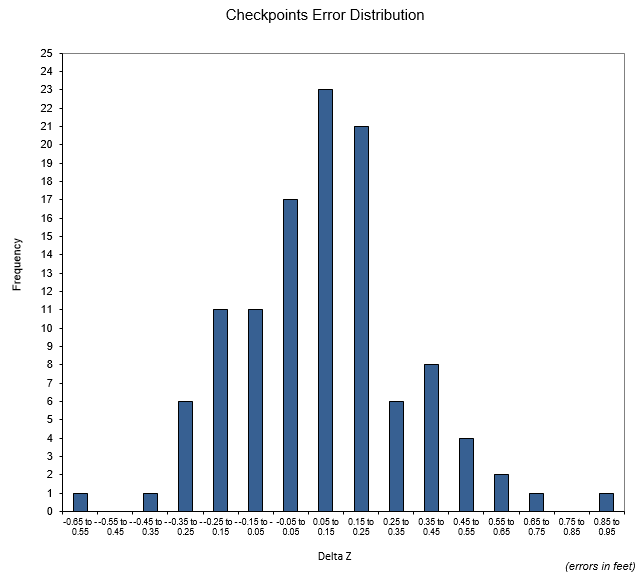 Checkpoints Error Distribution
25
24
23
22
21
20
19
18
17
16
15
14
13
12
11
10
9
8
7
6
5
4
3
2
1
0
Frequency
-0.65 to -
0.55
-0.55 to -
0.45
-0.45 to -
0.35
-0.35 to -
0.25
-0.25 to -
0.15
-0.15 to -
0.05
-0.05 to
0.05
0.05 to
0.15
0.15 to
0.25
0.25 to
0.35
0.35 to
0.45
0.45 to
0.55
0.55 to
0.65
0.65 to
0.75
0.75 to
0.85
0.85 to
0.95
Delta Z
(errors in feet)